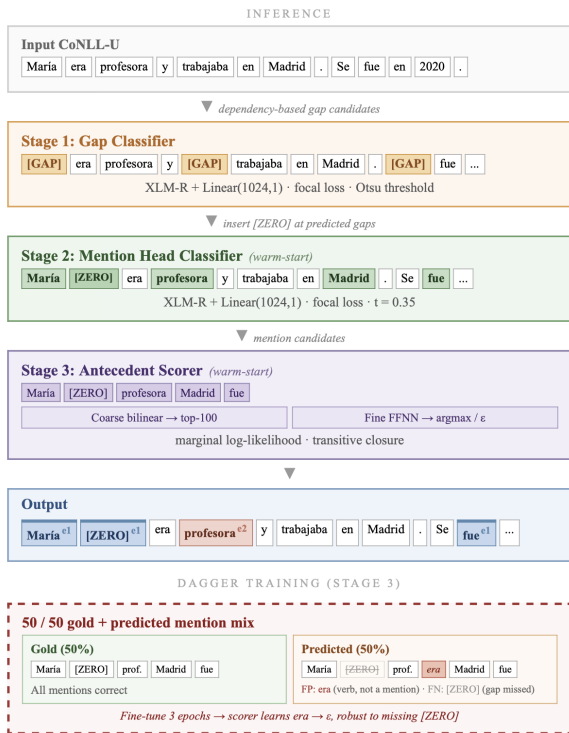 INFERENCE
Input CoNLL-U
María era profesora y trabajaba en Madrid . Se fue en 2020 .
dependency-based gap candidates
Stage 1: Gap Classifier
[GAP] era profesora y [GAP] trabajaba en Madrid . [GAP] fue ...
XLM-R + Linear(1024,1) · focal loss · Otsu threshold
insert [ZERO] at predicted gaps
Stage 2: Mention Head Classifier (warm-start)
María [ZERO] era profesora y trabajaba en Madrid . Se fue ...
XLM-R + Linear(1024,1) · focal loss · t = 0.35
mention candidates
Stage 3: Antecedent Scorer (warm-start)
María [ZERO] profesora Madrid fue
Coarse bilinear → top-100 Fine FFNN → argmax / ε
marginal log-likelihood · transitive closure
Output
María e1 [ZERO] e1 era profesora e2 y trabajaba en Madrid . Se fue e1 ...
DAGGER TRAINING (STAGE 3)
50 / 50 gold + predicted mention mix
Gold (50%) Predicted (50%)
María [ZERO] prof. Madrid fue María [ZERO] prof. era Madrid fue
All mentions correct FP: era (verb, not a mention) · FN: [ZERO] (gap missed)
Fine-tune 3 epochs → scorer learns era → ε, robust to missing [ZERO]